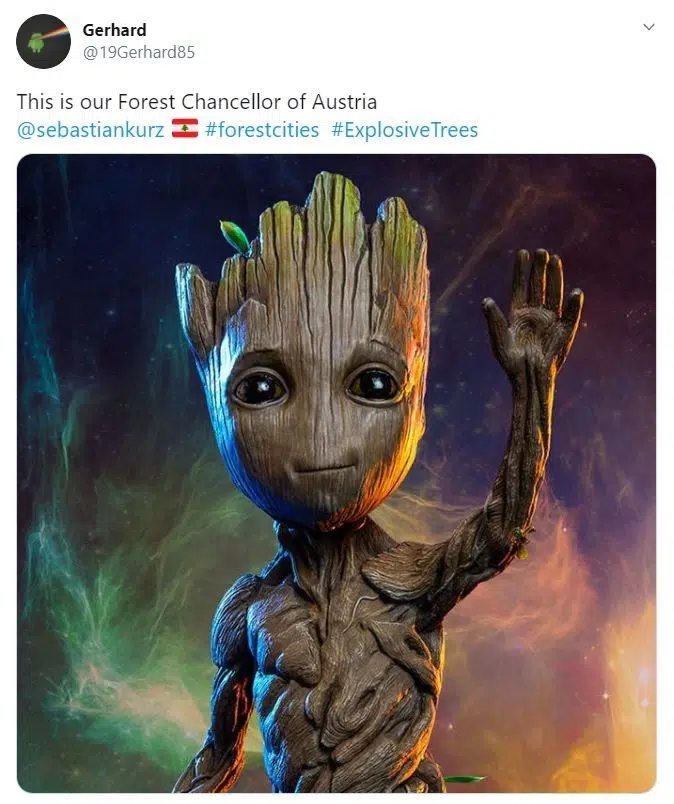 Gerhard
@19Gerhard85
This is our Forest Chancellor of Austria
@sebastiankurz 🇱🇧 #forestcities #ExplosiveTrees